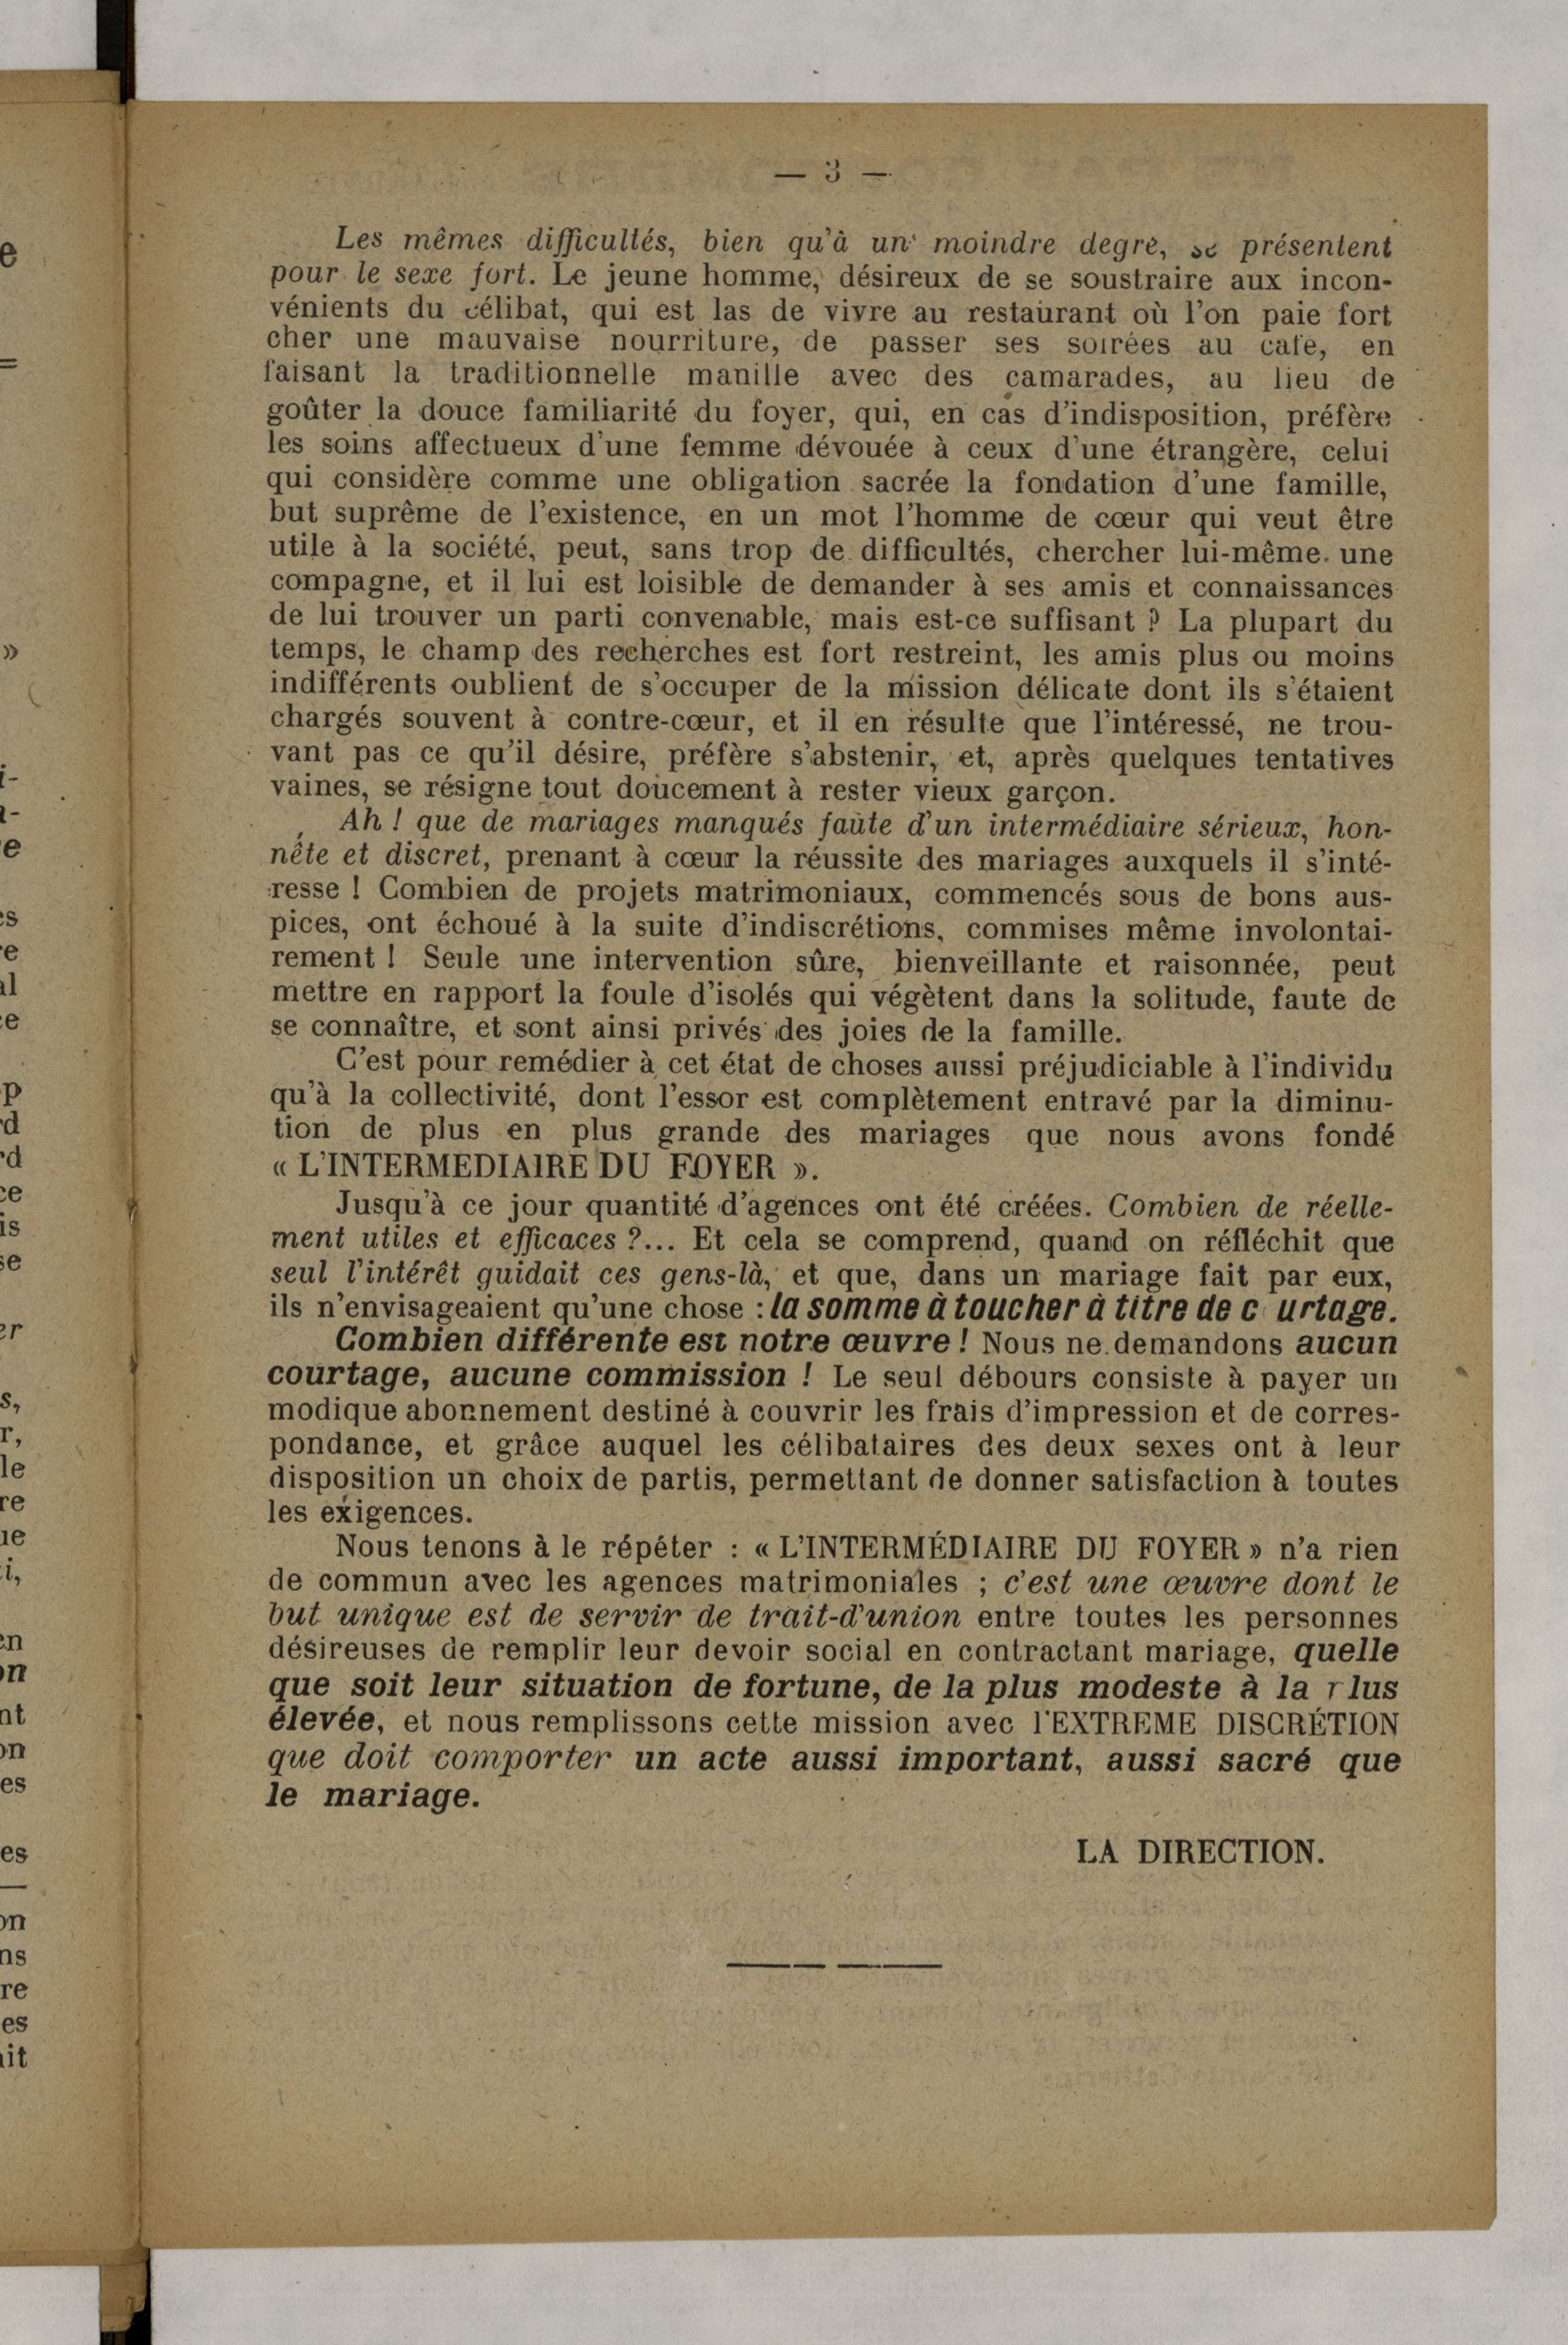 — 3 —
Les mêmes difficultés, bien qu'à un moindre degré, se présentent
pour le sexe fort. Le jeune homme, désireux de se soustraire aux incon-
vénients du célibat, qui est las de vivre au restaurant où l'on paie fort
cher une mauvaise nourriture, de passer ses soirées au café, en
faisant la traditionnelle manille avec des camarades, au lieu de
goûter la douce familiarité du foyer, qui, en cas d'indisposition, préfère
les soins affectueux d'une femme dévouée à ceux d'une étrangère, celui
qui considère comme une obligation sacrée la fondation d'une famille,
but suprême de l'existence, en un mot l'homme de cœur qui veut être
utile à la société, peut, sans trop de difficultés, chercher lui-même une
compagne, et il lui est loisible de demander à ses amis et connaissances
de lui trouver un parti convenable, mais est-ce suffisant ? La plupart du
temps, le champ des recherches est fort restreint, les amis plus ou moins
indifférents oublient de s'occuper de la mission délicate dont ils s'étaient
chargés souvent à contre-cœur, et il en résulte que l'intéressé, ne trou-
vant pas ce qu'il désire, préfère s'abstenir, et, après quelques tentatives
vaines, se résigne tout doucement à rester vieux garçon.
Ah ! que de mariages manqués faute d'un intermédiaire sérieux, hon-
nête et discret, prenant à cœur la réussite des mariages auxquels il s'inté-
resse ! Combien de projets matrimoniaux, commencés sous de bons aus-
pices, ont échoué à la suite d'indiscrétions, commises même involontai-
rement ! Seule une intervention sûre, bienveillante et raisonnée, peut
mettre en rapport la foule d'isolés qui végètent dans la solitude, faute de
se connaître, et sont ainsi privés des joies de la famille.
C'est pour remédier à cet état de choses aussi préjudiciable à l'individu
qu'à la collectivité, dont l'essor est complètement entravé par la diminu-
tion de plus en plus grande des mariages que nous avons fondé
« L'INTERMEDIAIRE DU FOYER ».
Jusqu'à ce jour quantité d'agences ont été créées. Combien de réelle-
ment utiles et efficaces ?... Et cela se comprend, quand on réfléchit que
seul l'intérêt guidait ces gens-là, et que, dans un mariage fait par eux,
ils n'envisageaient qu'une chose : la somme à toucher à titre de c urtage.
Combien différente est notre œuvre ! Nous ne demandons aucun
courtage, aucune commission ! Le seul débours consiste à payer un
modique abonnement destiné à couvrir les frais d'impression et de corres-
pondance, et grâce auquel les célibataires des deux sexes ont à leur
disposition un choix de partis, permettant de donner satisfaction à toutes
les exigences.
Nous tenons à le répéter : « L'INTERMÉDIAIRE DU FOYER » n'a rien
de commun avec les agences matrimoniales ; c'est une œuvre dont le
but unique est de servir de trait-d'union entre toutes les personnes
désireuses de remplir leur devoir social en contractant mariage, quelle
que soit leur situation de fortune, de la plus modeste à la plus
élevée, et nous remplissons cette mission avec l'EXTREME DISCRÉTION
que doit comporter un acte aussi important, aussi sacré que
le mariage.
LA DIRECTION.